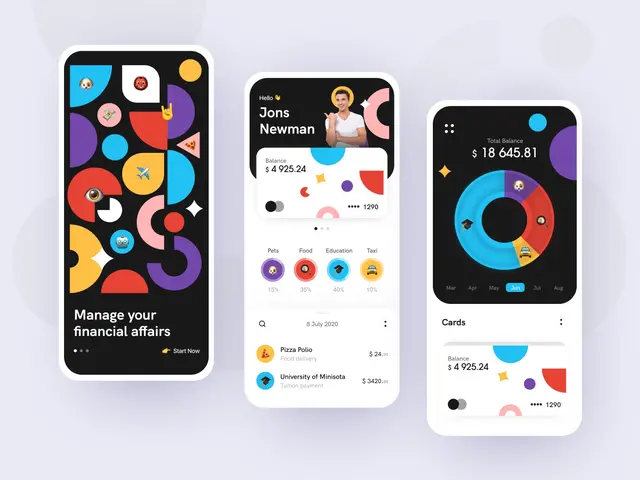 Manage your
financial affairs
👉 Start Now
Hello 👋
Jons
Newman
Balance
$ 4 925.24
•••• 1290
Pets Food Education Taxi
15% 35% 40% 10%
8 July 2020
Pizza Polio
Food delivery
$ 24.
University of Minisota
Tuition payment
$ 3420.
Total Balance
$ 18 645.81
Mar Apr May Jun Jul Aug
Cards
Balance
$ 4 925.24
•••• 1290